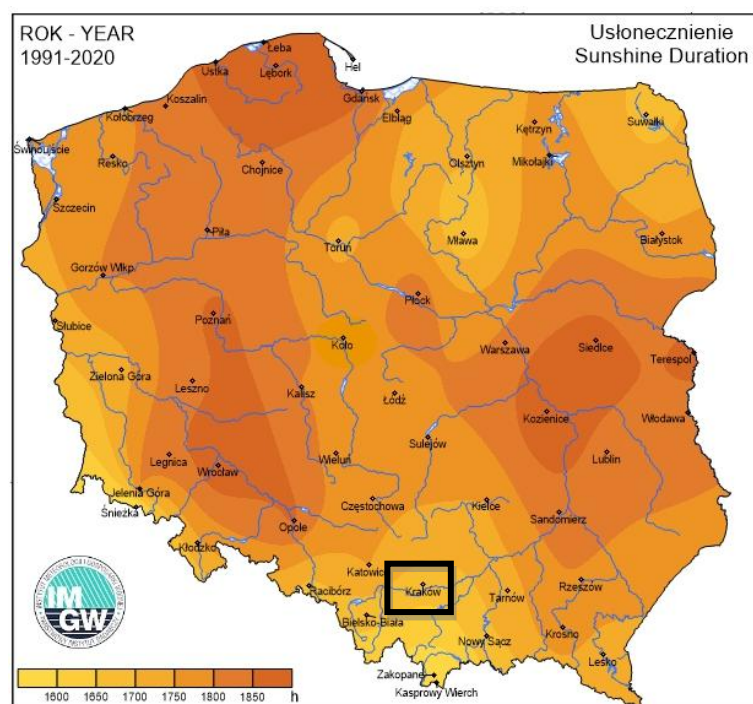 ROK - YEAR
1991-2020
Usłonecznienie
Sunshine Duration
Łeba
Hel
Ustka
Lębork
Gdańsk
Koszalin
Kołobrzeg
Elbląg
Kętrzyn
Suwałki
Świnoujście
Resko
Chojnice
Olsztyn
Mikołajki
Szczecin
Piła
Toruń
Mława
Białystok
Gorzów Wlkp.
Płock
Słubice
Poznań
Koło
Warszawa
Siedlce
Terespol
Zielona Góra
Leszno
Kalisz
Łódź
Kozienice
Włodawa
Sulejów
Legnica
Wrocław
Wieluń
Lublin
Jelenia Góra
Śnieżka
Częstochowa
Kielce
Opole
Sandomierz
Kłodzko
Katowice
Racibórz
Kraków
Tarnów
Rzeszów
Bielsko-Biała
Nowy Sącz
Krosno
Lesko
Zakopane
Kasprowy Wierch
IMGW
1600 1650 1700 1750 1800 1850 h